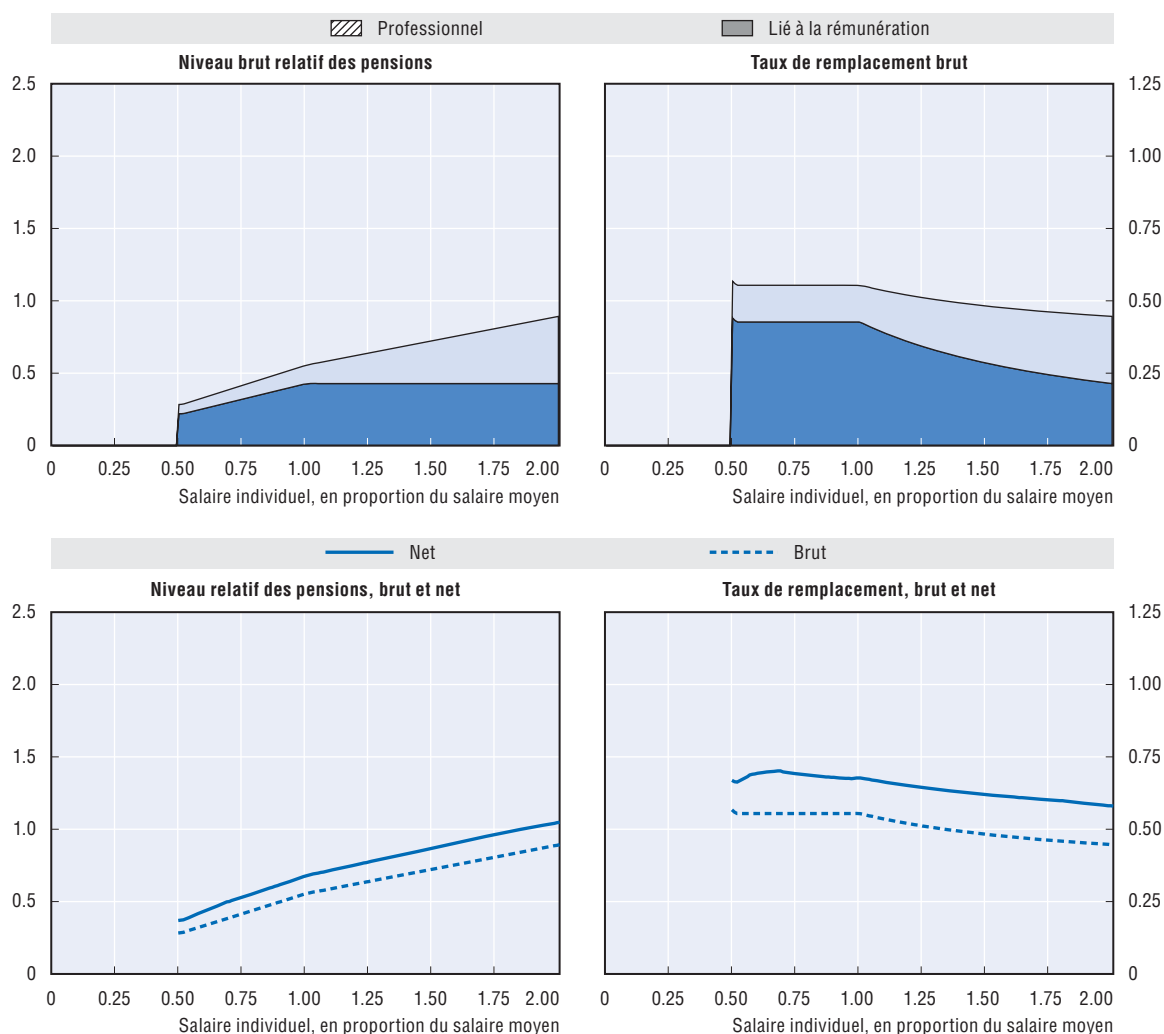 Professionnel
Lié à la rémunération
Niveau brut relatif des pensions
Taux de remplacement brut
2.5
2.0
1.5
1.0
0.5
0
1.25
1.00
0.75
0.50
0.25
0
0 0.25 0.50 0.75 1.00 1.25 1.50 1.75 2.00
0 0.25 0.50 0.75 1.00 1.25 1.50 1.75 2.00
Salaire individuel, en proportion du salaire moyen
Salaire individuel, en proportion du salaire moyen
Net
Brut
Niveau relatif des pensions, brut et net
Taux de remplacement, brut et net
2.5
2.0
1.5
1.0
0.5
0
1.25
1.00
0.75
0.50
0.25
0
0 0.25 0.50 0.75 1.00 1.25 1.50 1.75 2.00
0 0.25 0.50 0.75 1.00 1.25 1.50 1.75 2.00
Salaire individuel, en proportion du salaire moyen
Salaire individuel, en proportion du salaire moyen